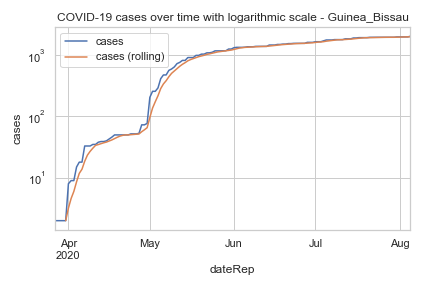 COVID-19 cases over time with logarithmic scale - Guinea_Bissau
cases
cases (rolling)
10³
10²
10¹
cases
Apr
2020
May
Jun
Jul
Aug
dateRep